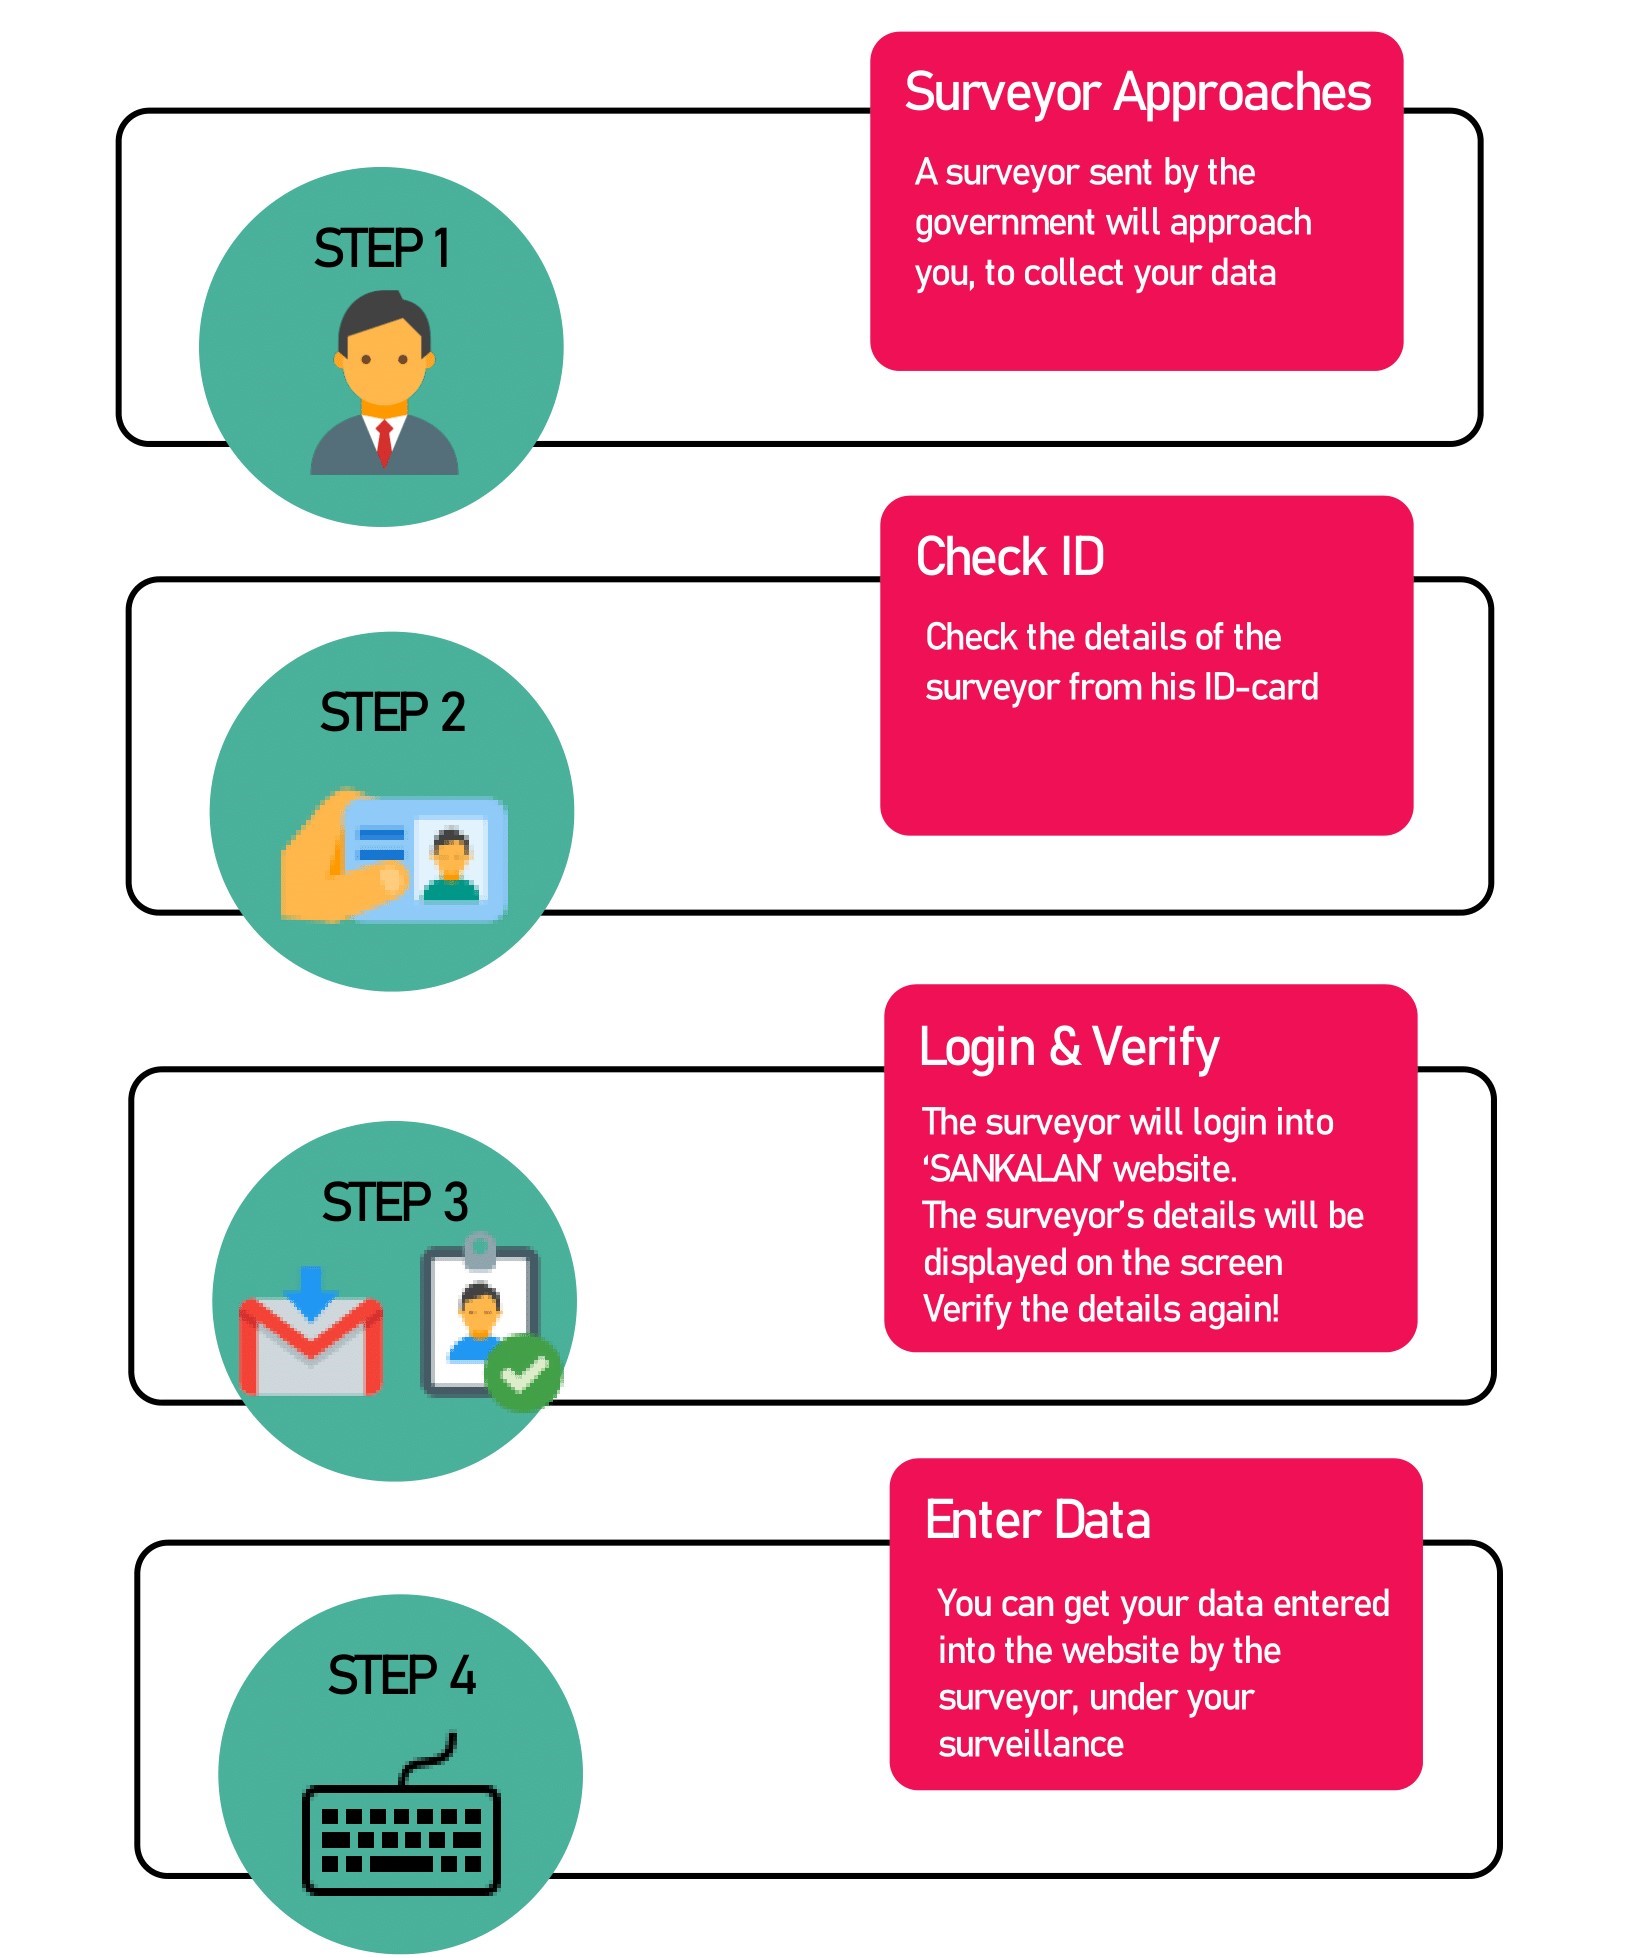 Surveyor Approaches
STEP 1
A surveyor sent by the
government will approach
you, to collect your data
Check ID
STEP 2
Check the details of the
surveyor from his ID-card
Login & Verify
STEP 3
The surveyor will login into
‘SANKALAN’ website.
The surveyor’s details will be
displayed on the screen
Verify the details again!
Enter Data
STEP 4
You can get your data entered
into the website by the
surveyor, under your
surveillance